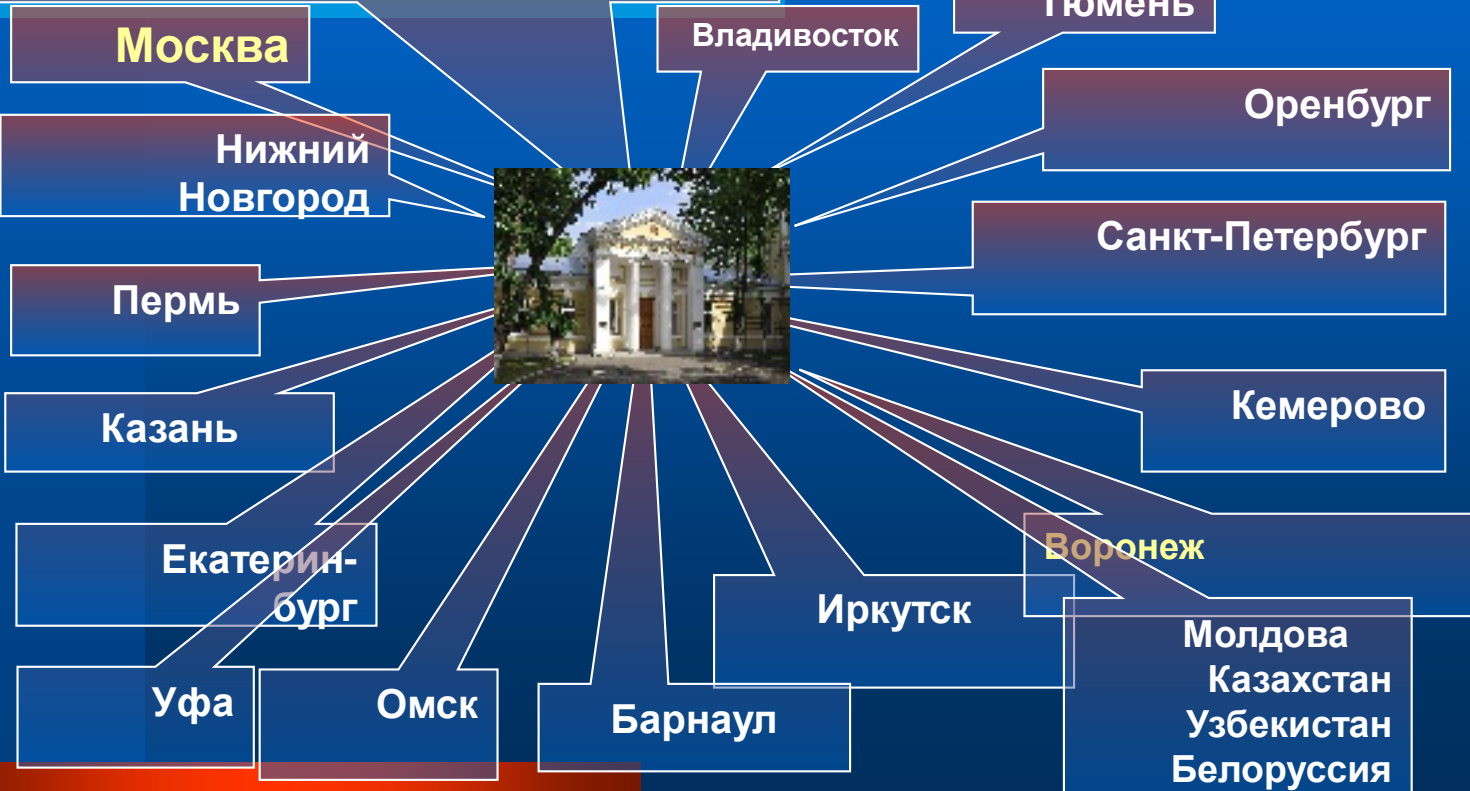 Тюмень
Москва
Владивосток
Оренбург
Нижний
Новгород
Санкт-Петербург
Пермь
Кемерово
Казань
Воронеж
Екатерин-
бург
Иркутск
Молдова
Казахстан
Узбекистан
Белоруссия
Уфа
Омск
Барнаул